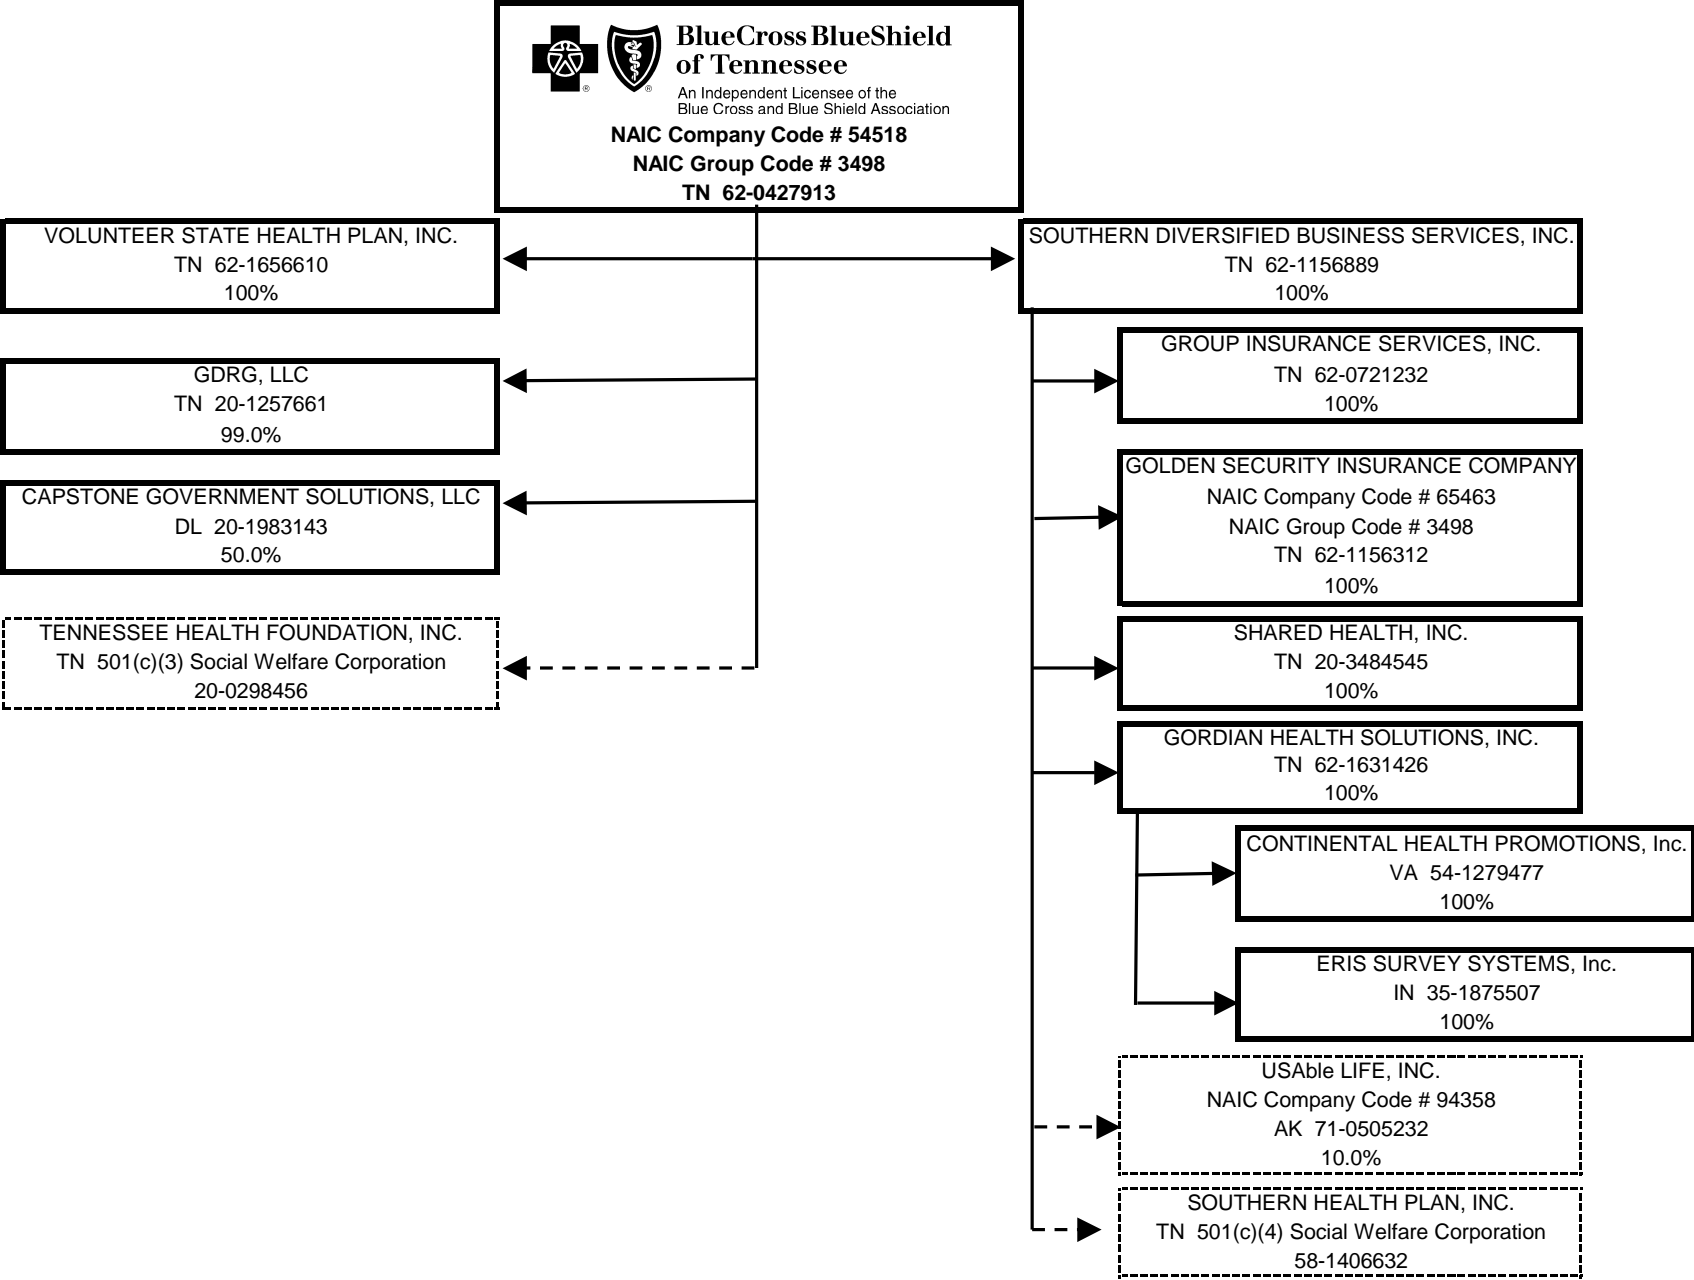 BlueCross BlueShield
of Tennessee
An Independent Licensee of the
Blue Cross and Blue Shield Association
NAIC Company Code # 54518
NAIC Group Code # 3498
TN 62-0427913
VOLUNTEER STATE HEALTH PLAN, INC.
TN 62-1656610
100%
GDRG, LLC
TN 20-1257661
99.0%
CAPSTONE GOVERNMENT SOLUTIONS, LLC
DL 20-1983143
50.0%
TENNESSEE HEALTH FOUNDATION, INC.
TN 501(c)(3) Social Welfare Corporation
20-0298456
SOUTHERN DIVERSIFIED BUSINESS SERVICES, INC.
TN 62-1156889
100%
GROUP INSURANCE SERVICES, INC.
TN 62-0721232
100%
GOLDEN SECURITY INSURANCE COMPANY
NAIC Company Code # 65463
NAIC Group Code # 3498
TN 62-1156312
100%
SHARED HEALTH, INC.
TN 20-3484545
100%
GORDIAN HEALTH SOLUTIONS, INC.
TN 62-1631426
100%
CONTINENTAL HEALTH PROMOTIONS, Inc.
VA 54-1279477
100%
ERIS SURVEY SYSTEMS, Inc.
IN 35-1875507
100%
USAble LIFE, INC.
NAIC Company Code # 94358
AK 71-0505232
10.0%
SOUTHERN HEALTH PLAN, INC.
TN 501(c)(4) Social Welfare Corporation
58-1406632